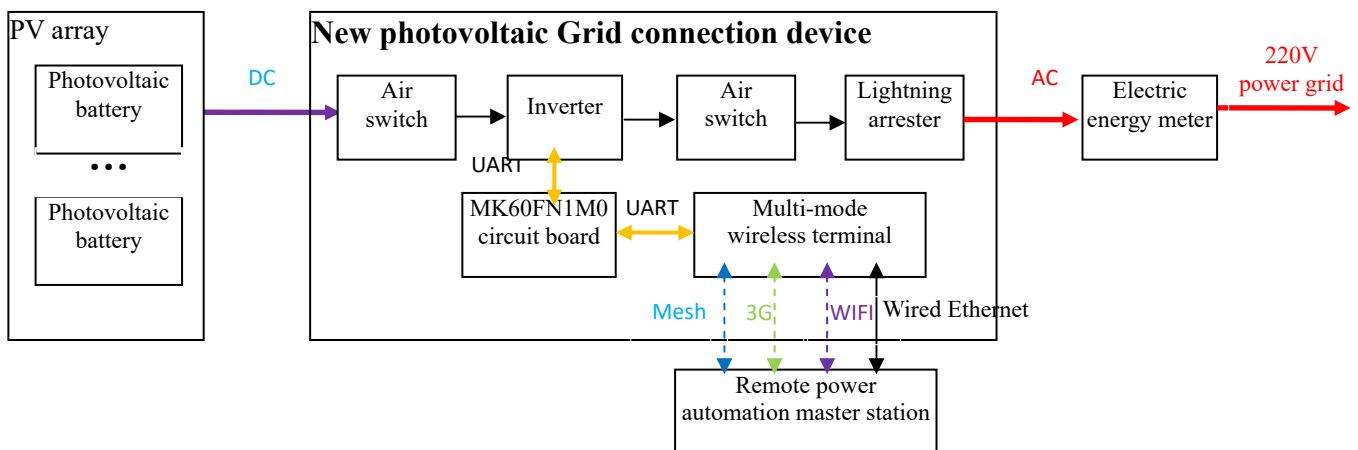 PV array
Photovoltaic
battery
...
Photovoltaic
battery
DC
New photovoltaic Grid connection device
Air
switch
Inverter
Air
switch
Lightning
arrester
UART
MK60FN1M0
circuit board
UART
Multi-mode
wireless terminal
Mesh
3G
WIFI
Wired Ethernet
Remote power
automation master station
AC
Electric
energy meter
220V
power grid